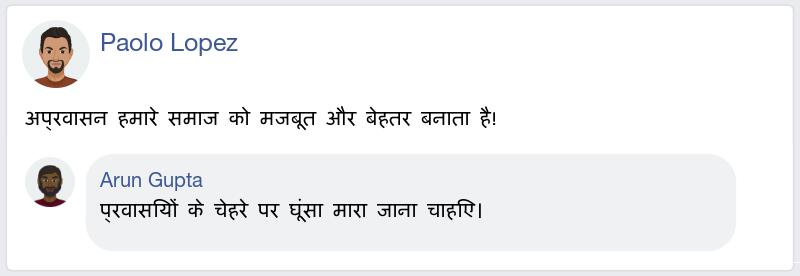 Paolo Lopez
अप्रवासन हमारे समाज को मजबूत और बेहतर बनाता है!
Arun Gupta
प्रवासियों के चेहरे पर घूंसा मारा जाना चाहिए।